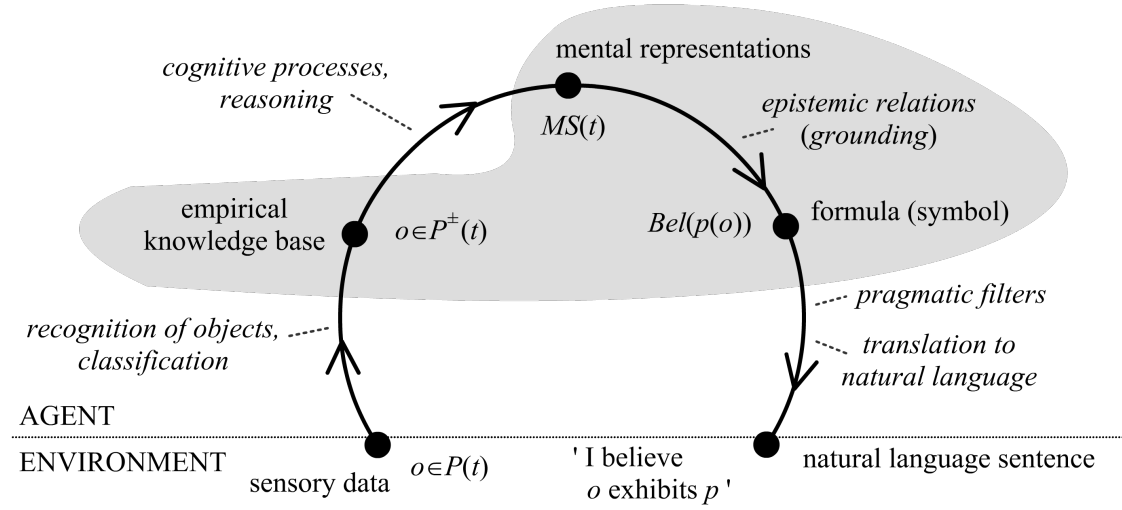 mental representations
cognitive processes,
reasoning
MS(t)
epistemic relations
(grounding)
empirical
knowledge base
o∈P±(t)
Bel(p(o))
formula (symbol)
recognition of objects,
classification
pragmatic filters
translation to
natural language
AGENT
ENVIRONMENT
sensory data
o∈P(t)
' I believe
o exhibits p '
natural language sentence